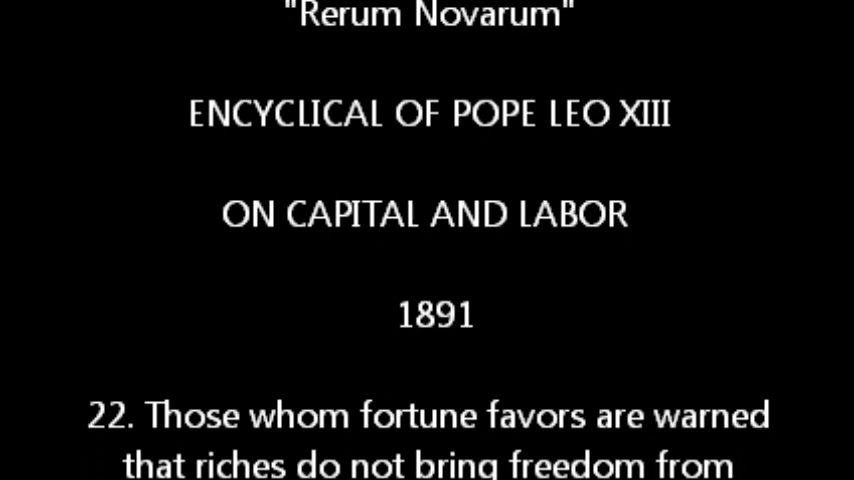 "Rerum Novarum"
ENCYCLICAL OF POPE LEO XIII
ON CAPITAL AND LABOR
1891
22. Those whom fortune favors are warned
that riches do not bring freedom from